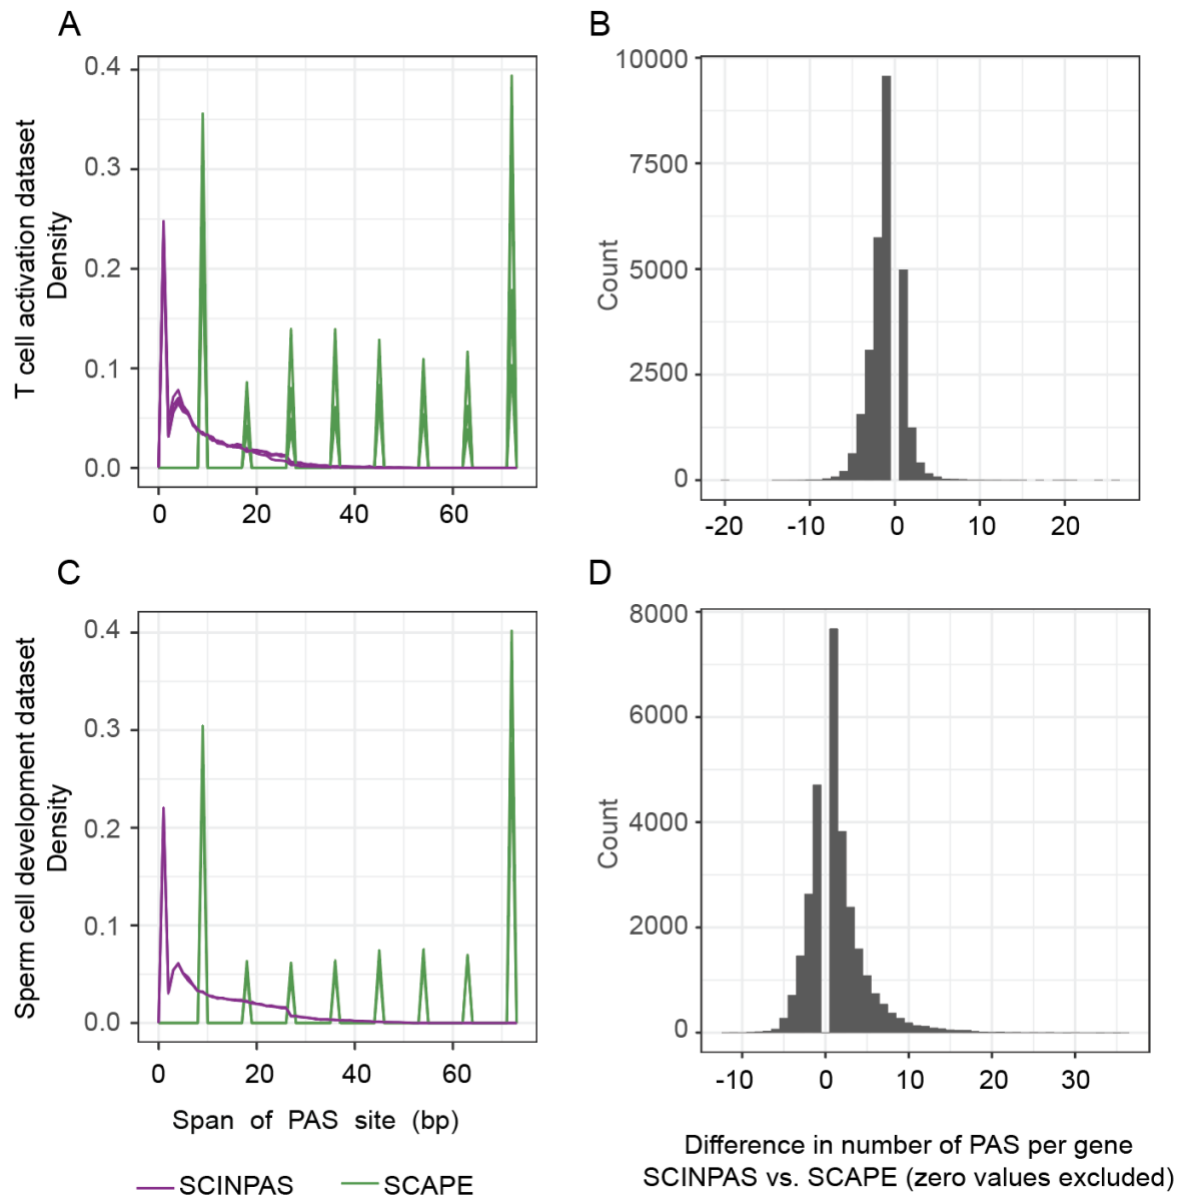 A
T cell activation dataset
Density
0.4
0.3
0.2
0.1
0.0
0 20 40 60
B
Count
10000
7500
5000
2500
0
-20 -10 0 10 20
C
Sperm cell development dataset
Density
0.4
0.3
0.2
0.1
0.0
0 20 40 60
Span of PAS site (bp)
SCINPAS SCAPE
D
Count
8000
6000
4000
2000
0
-10 0 10 20 30
Difference in number of PAS per gene
SCINPAS vs. SCAPE (zero values excluded)